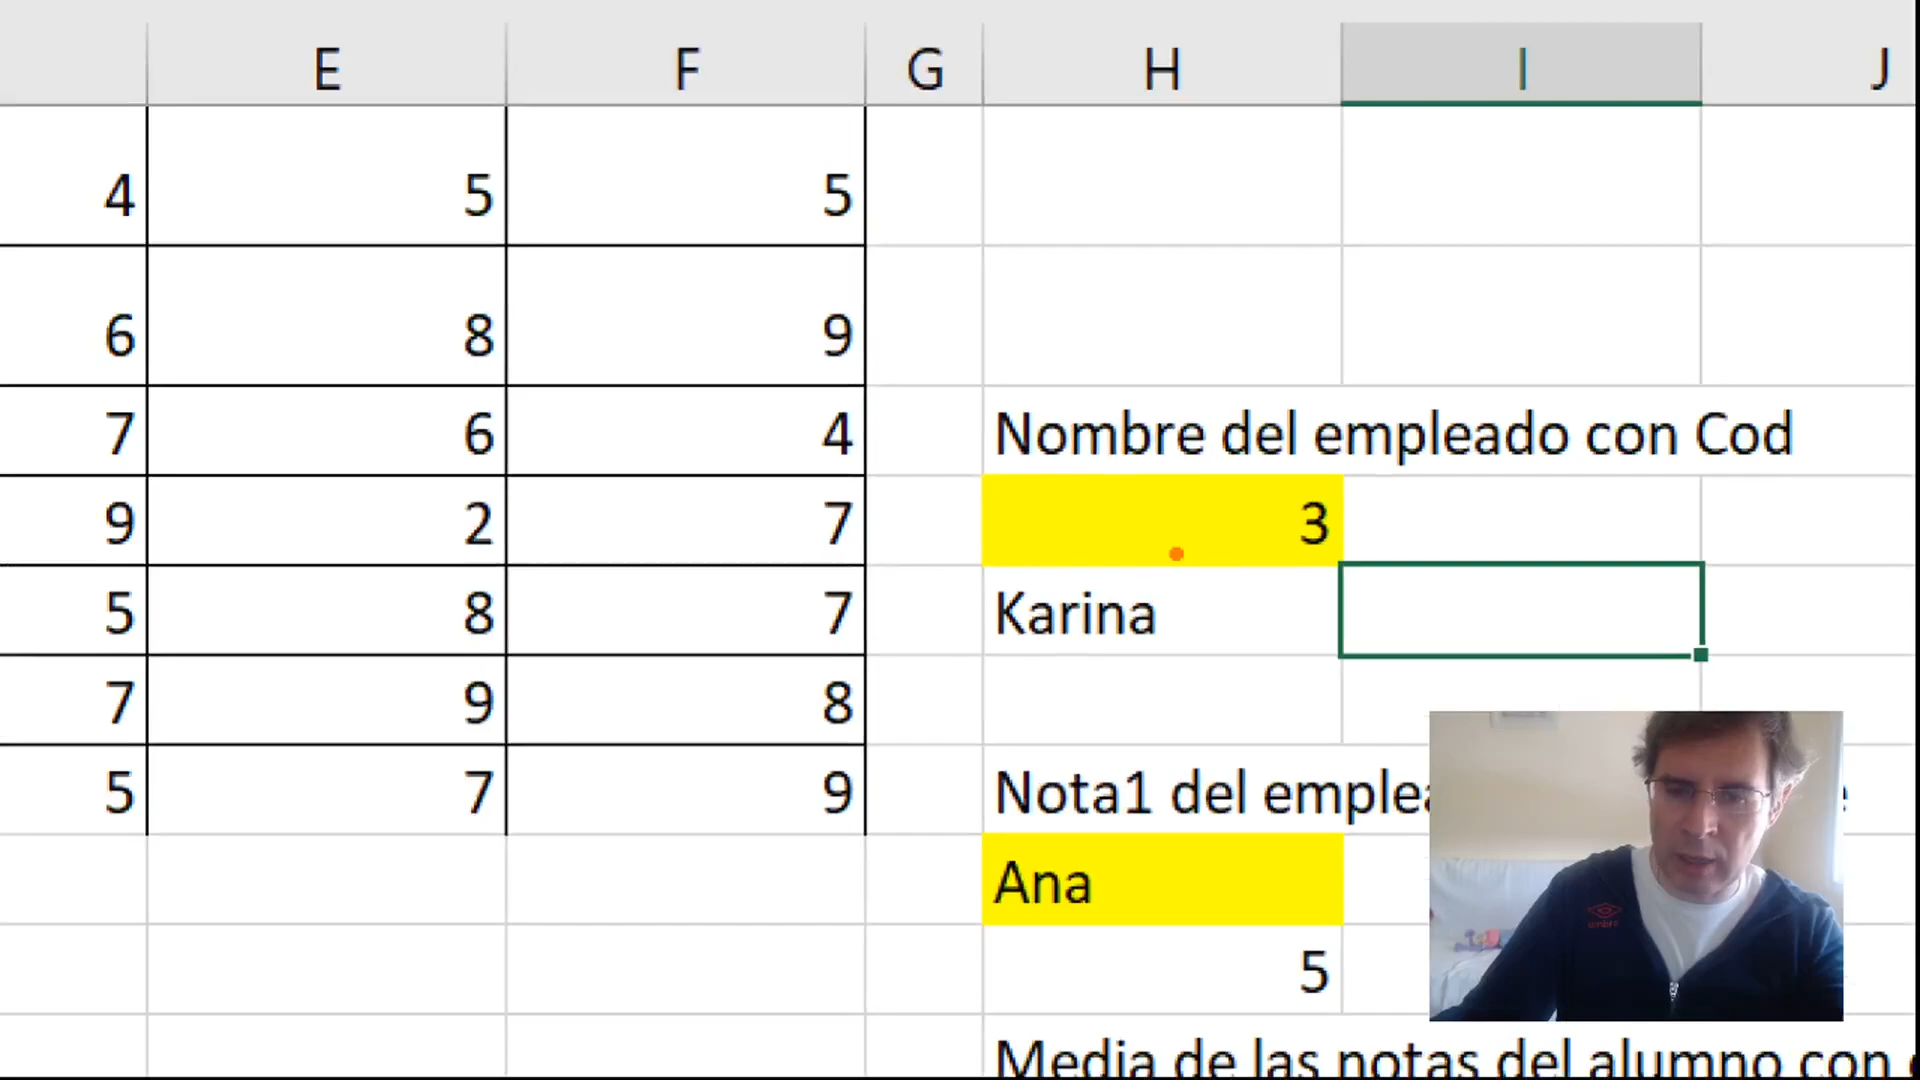 E F G H I J
4 5 5
6 8 9
7 6 4 Nombre del empleado con Cod
9 2 7 3
5 8 7 Karina
7 9 8
5 7 9 Nota1 del
Ana
5
Media de las notas del alumno con
umbro